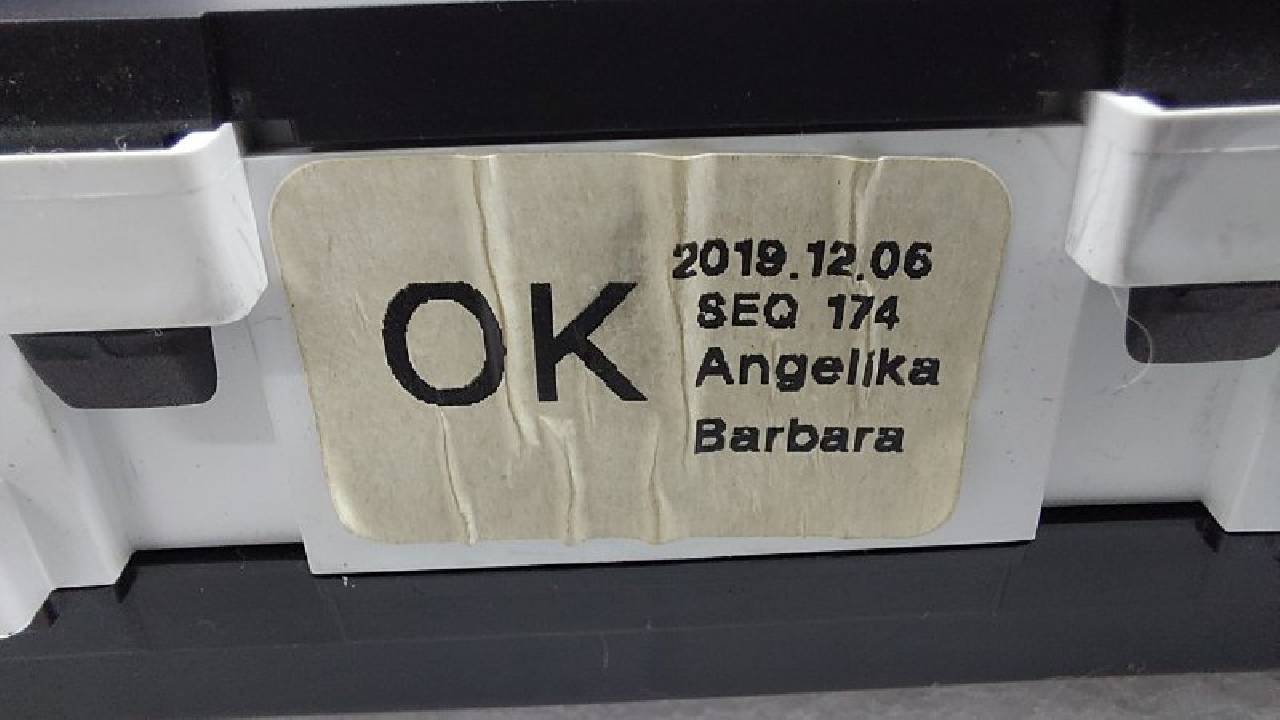 OK
2019.12.06
SEQ 174
Angelika
Barbara